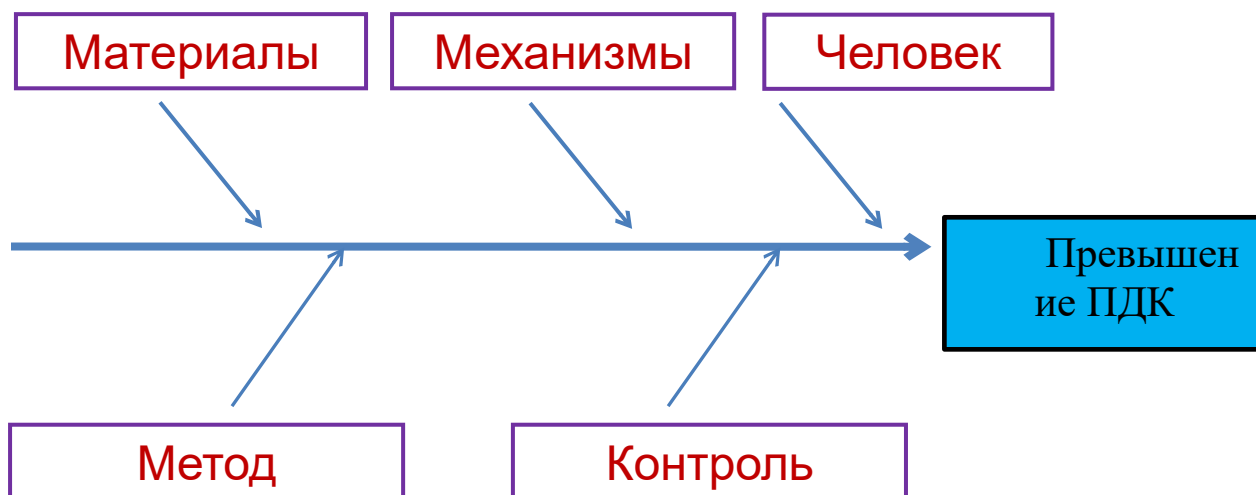 Материалы
Механизмы
Человек
Превышен
ие ПДК
Метод
Контроль